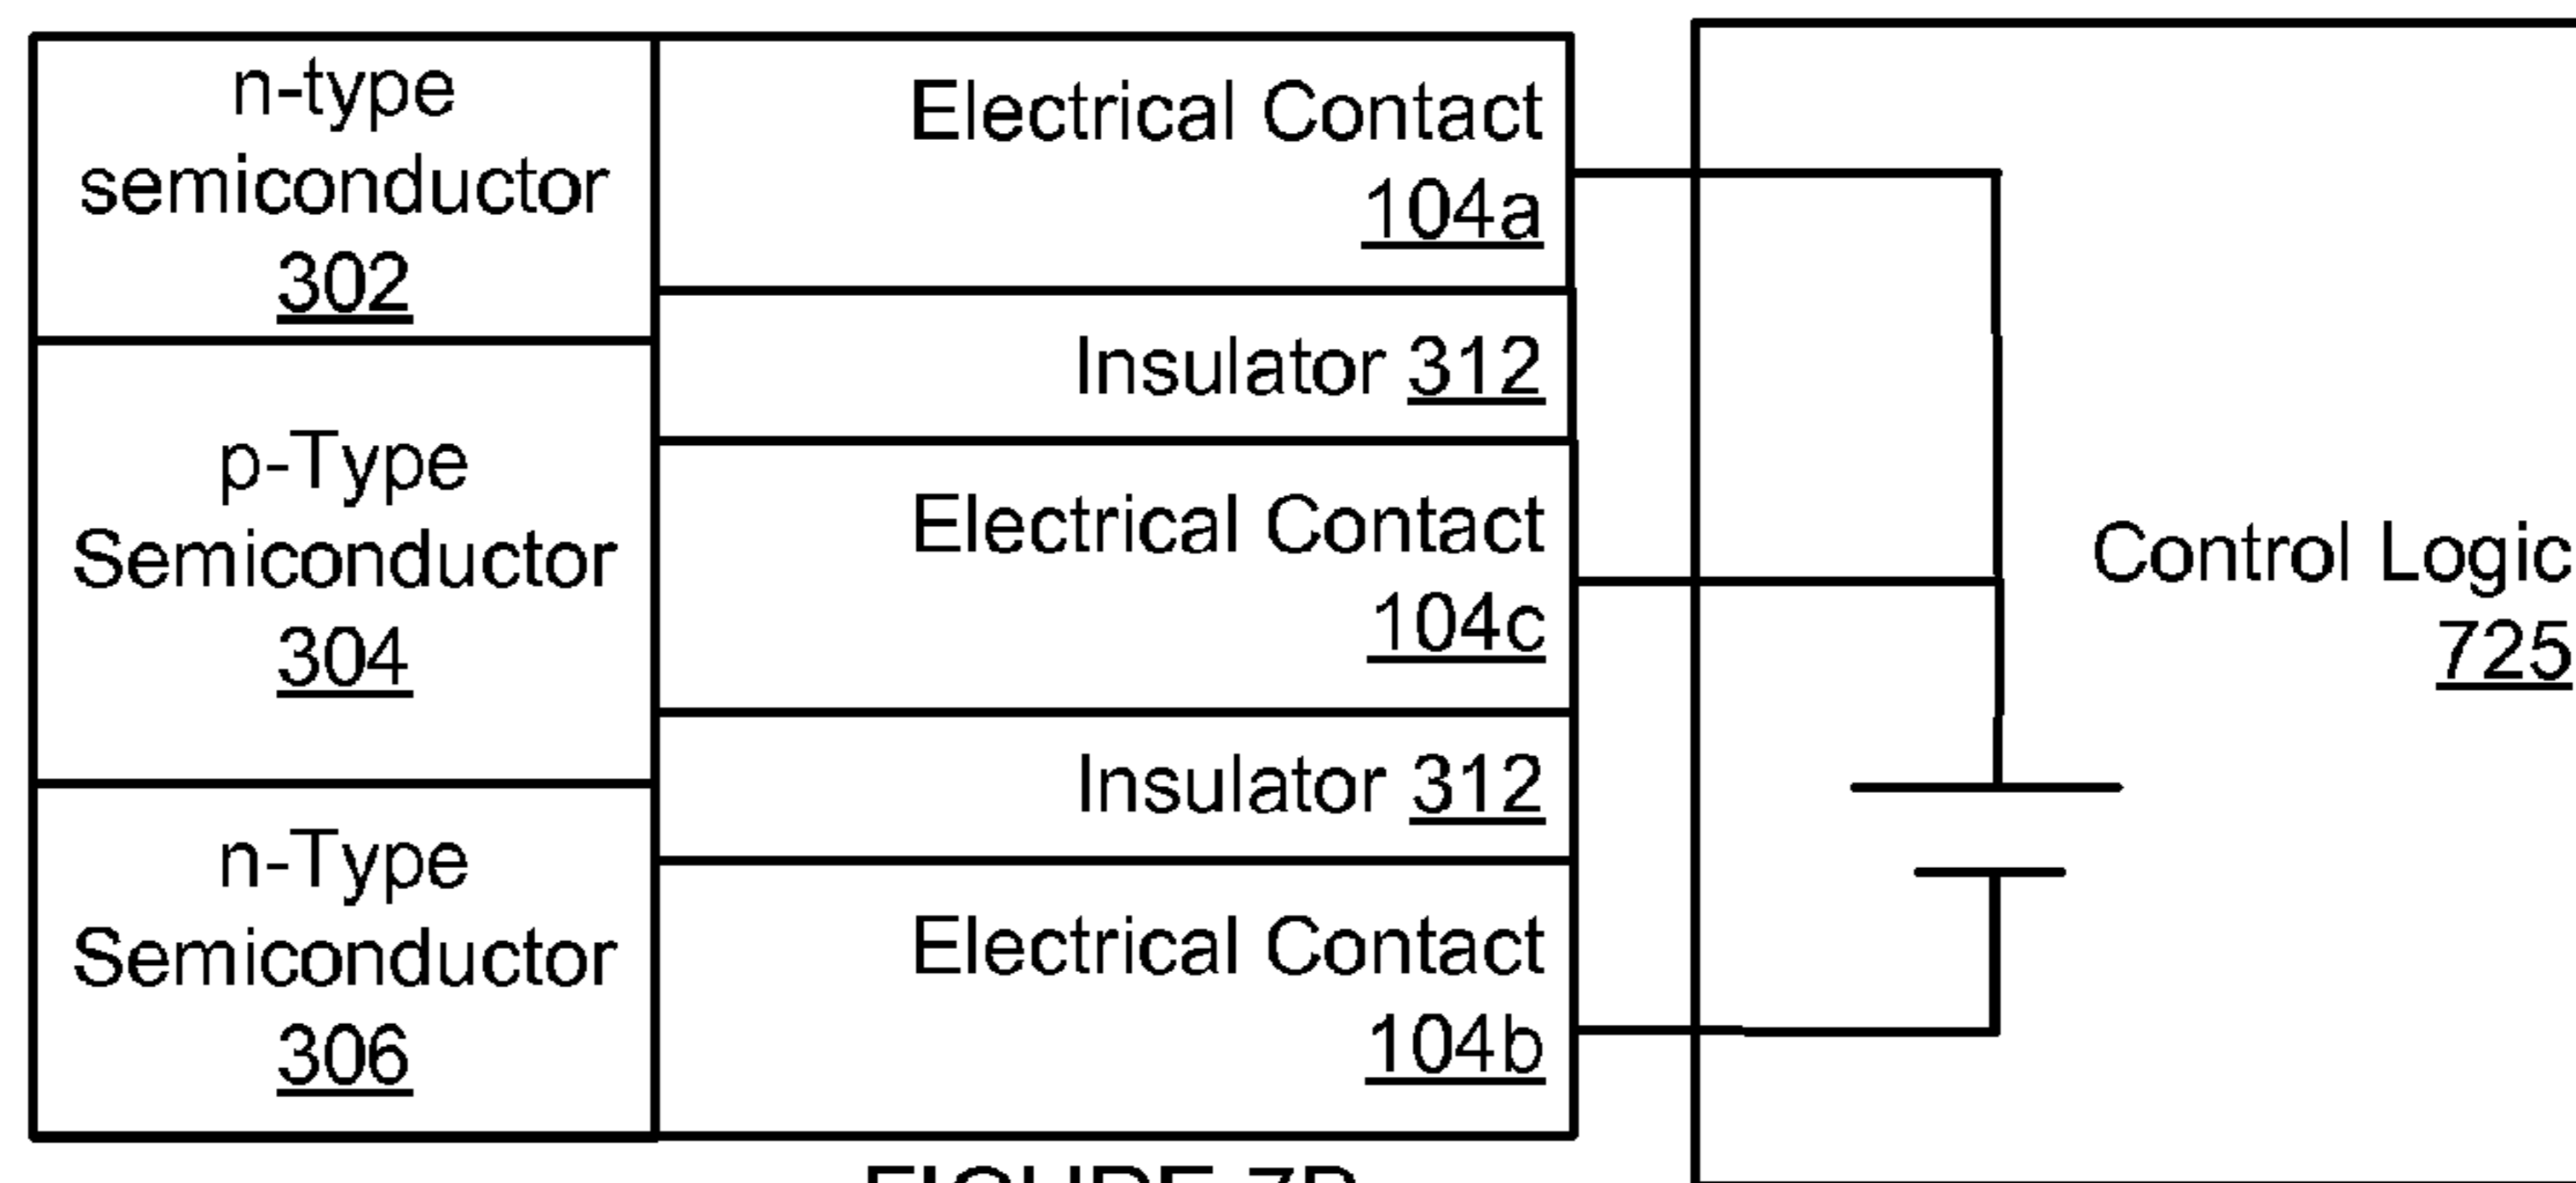 n-type
semiconductor
302
p-Type
Semiconductor
304
n-Type
Semiconductor
306
Electrical Contact
104a
Insulator 312
Electrical Contact
104c
Insulator 312
Electrical Contact
104b
Control Logic
725
FIGURE